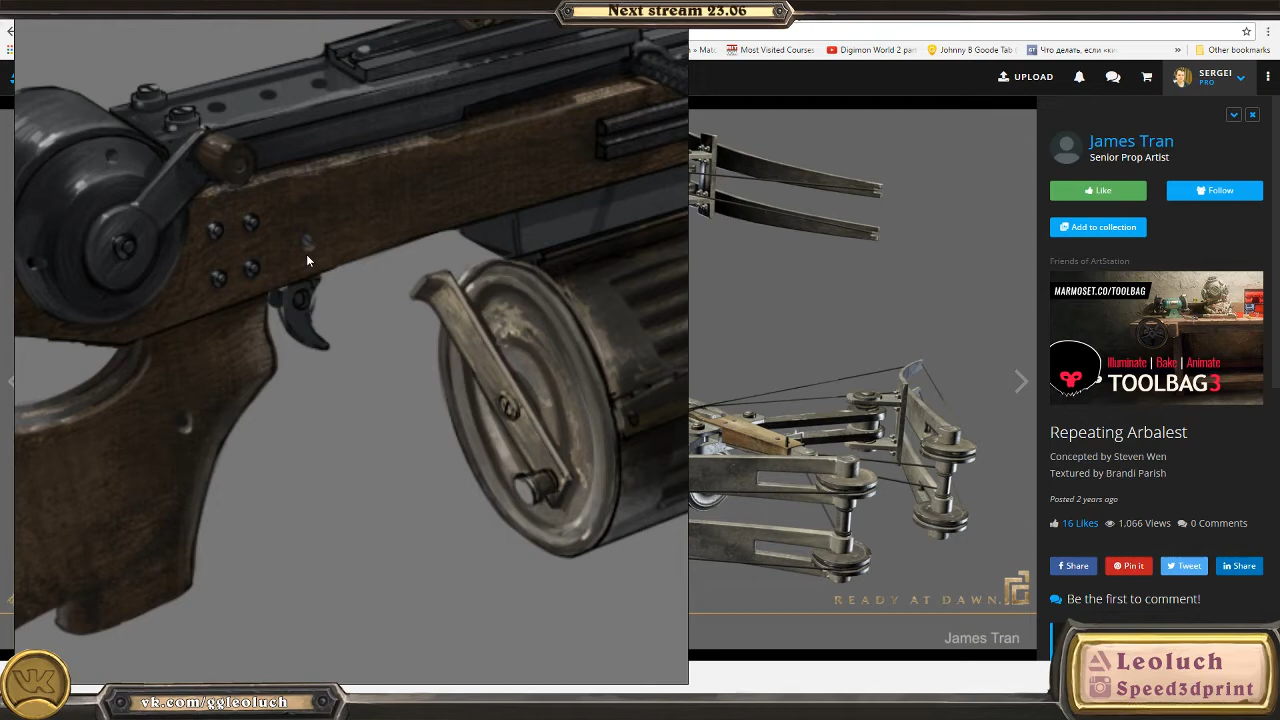 Next stream 23.06
» Mate
Most Visited Courses
Digimon World 2 part
Johnny B Goode Tab
Что делать, если «ки
»
Other bookmarks
UPLOAD
SERGEI
PRO
James Tran
Senior Prop Artist
Like
Follow
Add to collection
Friends of ArtStation
MARMOSET.CO/TOOLBAG
Illuminate | Bake | Animate
TOOLBAG 3
Repeating Arbalest
Concepted by Steven Wen
Textured by Brandi Parish
Posted 2 years ago
16 Likes
1,066 Views
0 Comments
Share
Pin it
Tweet
Share
READY AT DAWN
Be the first to comment!
James Tran
Leoluch
Speed3dprint
vk.com/ggleoluch